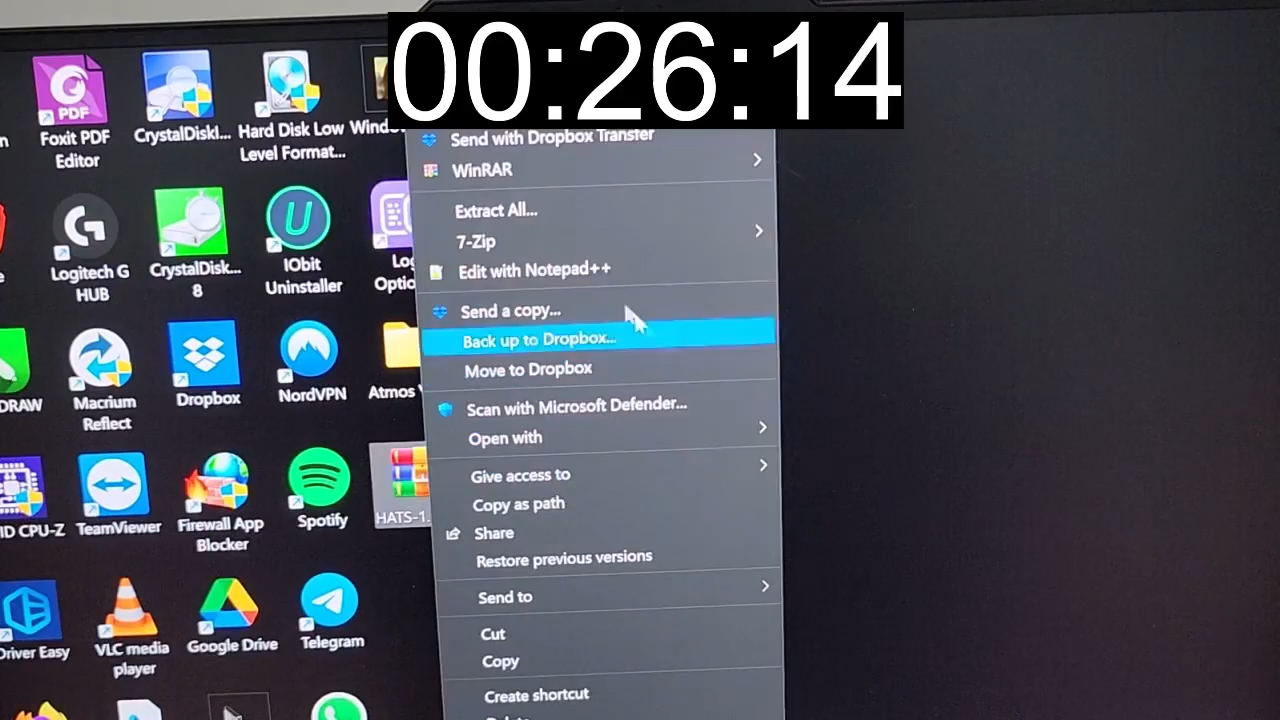 00:26:14
Foxit PDF
Editor
CrystalDiskI...
Hard Disk Low
Level Format...
Logitech G
HUB
CrystalDisk...
8
IObit
Uninstaller
Macrium
Reflect
Dropbox
NordVPN
Atmos
TeamViewer
Firewall App
Blocker
Spotify
HATS-1.
Driver Easy
VLC media
player
Google Drive
Telegram
PDF
ID CPU-Z
Send with Dropbox Transfer
WinRAR
Extract All...
7-Zip
Edit with Notepad++
Send a copy...
Back up to Dropbox...
Move to Dropbox
Scan with Microsoft Defender...
Open with
Give access to
Copy as path
Share
Restore previous versions
Send to
Cut
Copy
Create shortcut